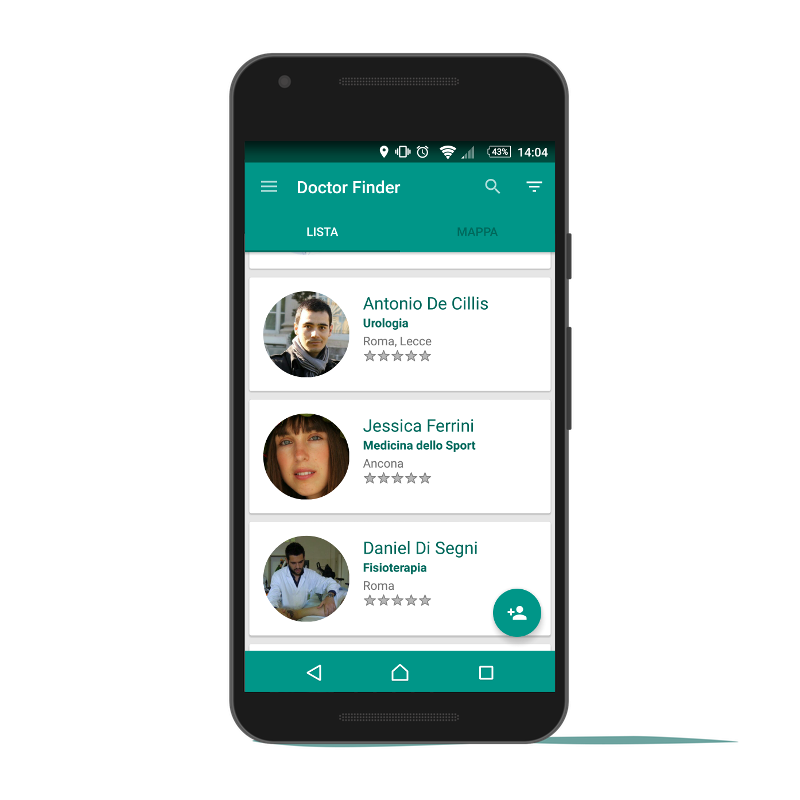 43% 14:04
Doctor Finder
LISTA MAPPA
Antonio De Cillis
Urologia
Roma, Lecce
Jessica Ferrini
Medicina dello Sport
Ancona
Daniel Di Segni
Fisioterapia
Roma